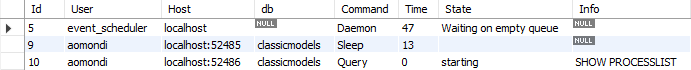 Id User Host db Command Time State Info
5 event_scheduler localhost NULL Daemon 47 Waiting on empty queue NULL
9 aomondi localhost:52485 classicmodels Sleep 13 NULL
10 aomondi localhost:52486 classicmodels Query 0 starting SHOW PROCESSLIST